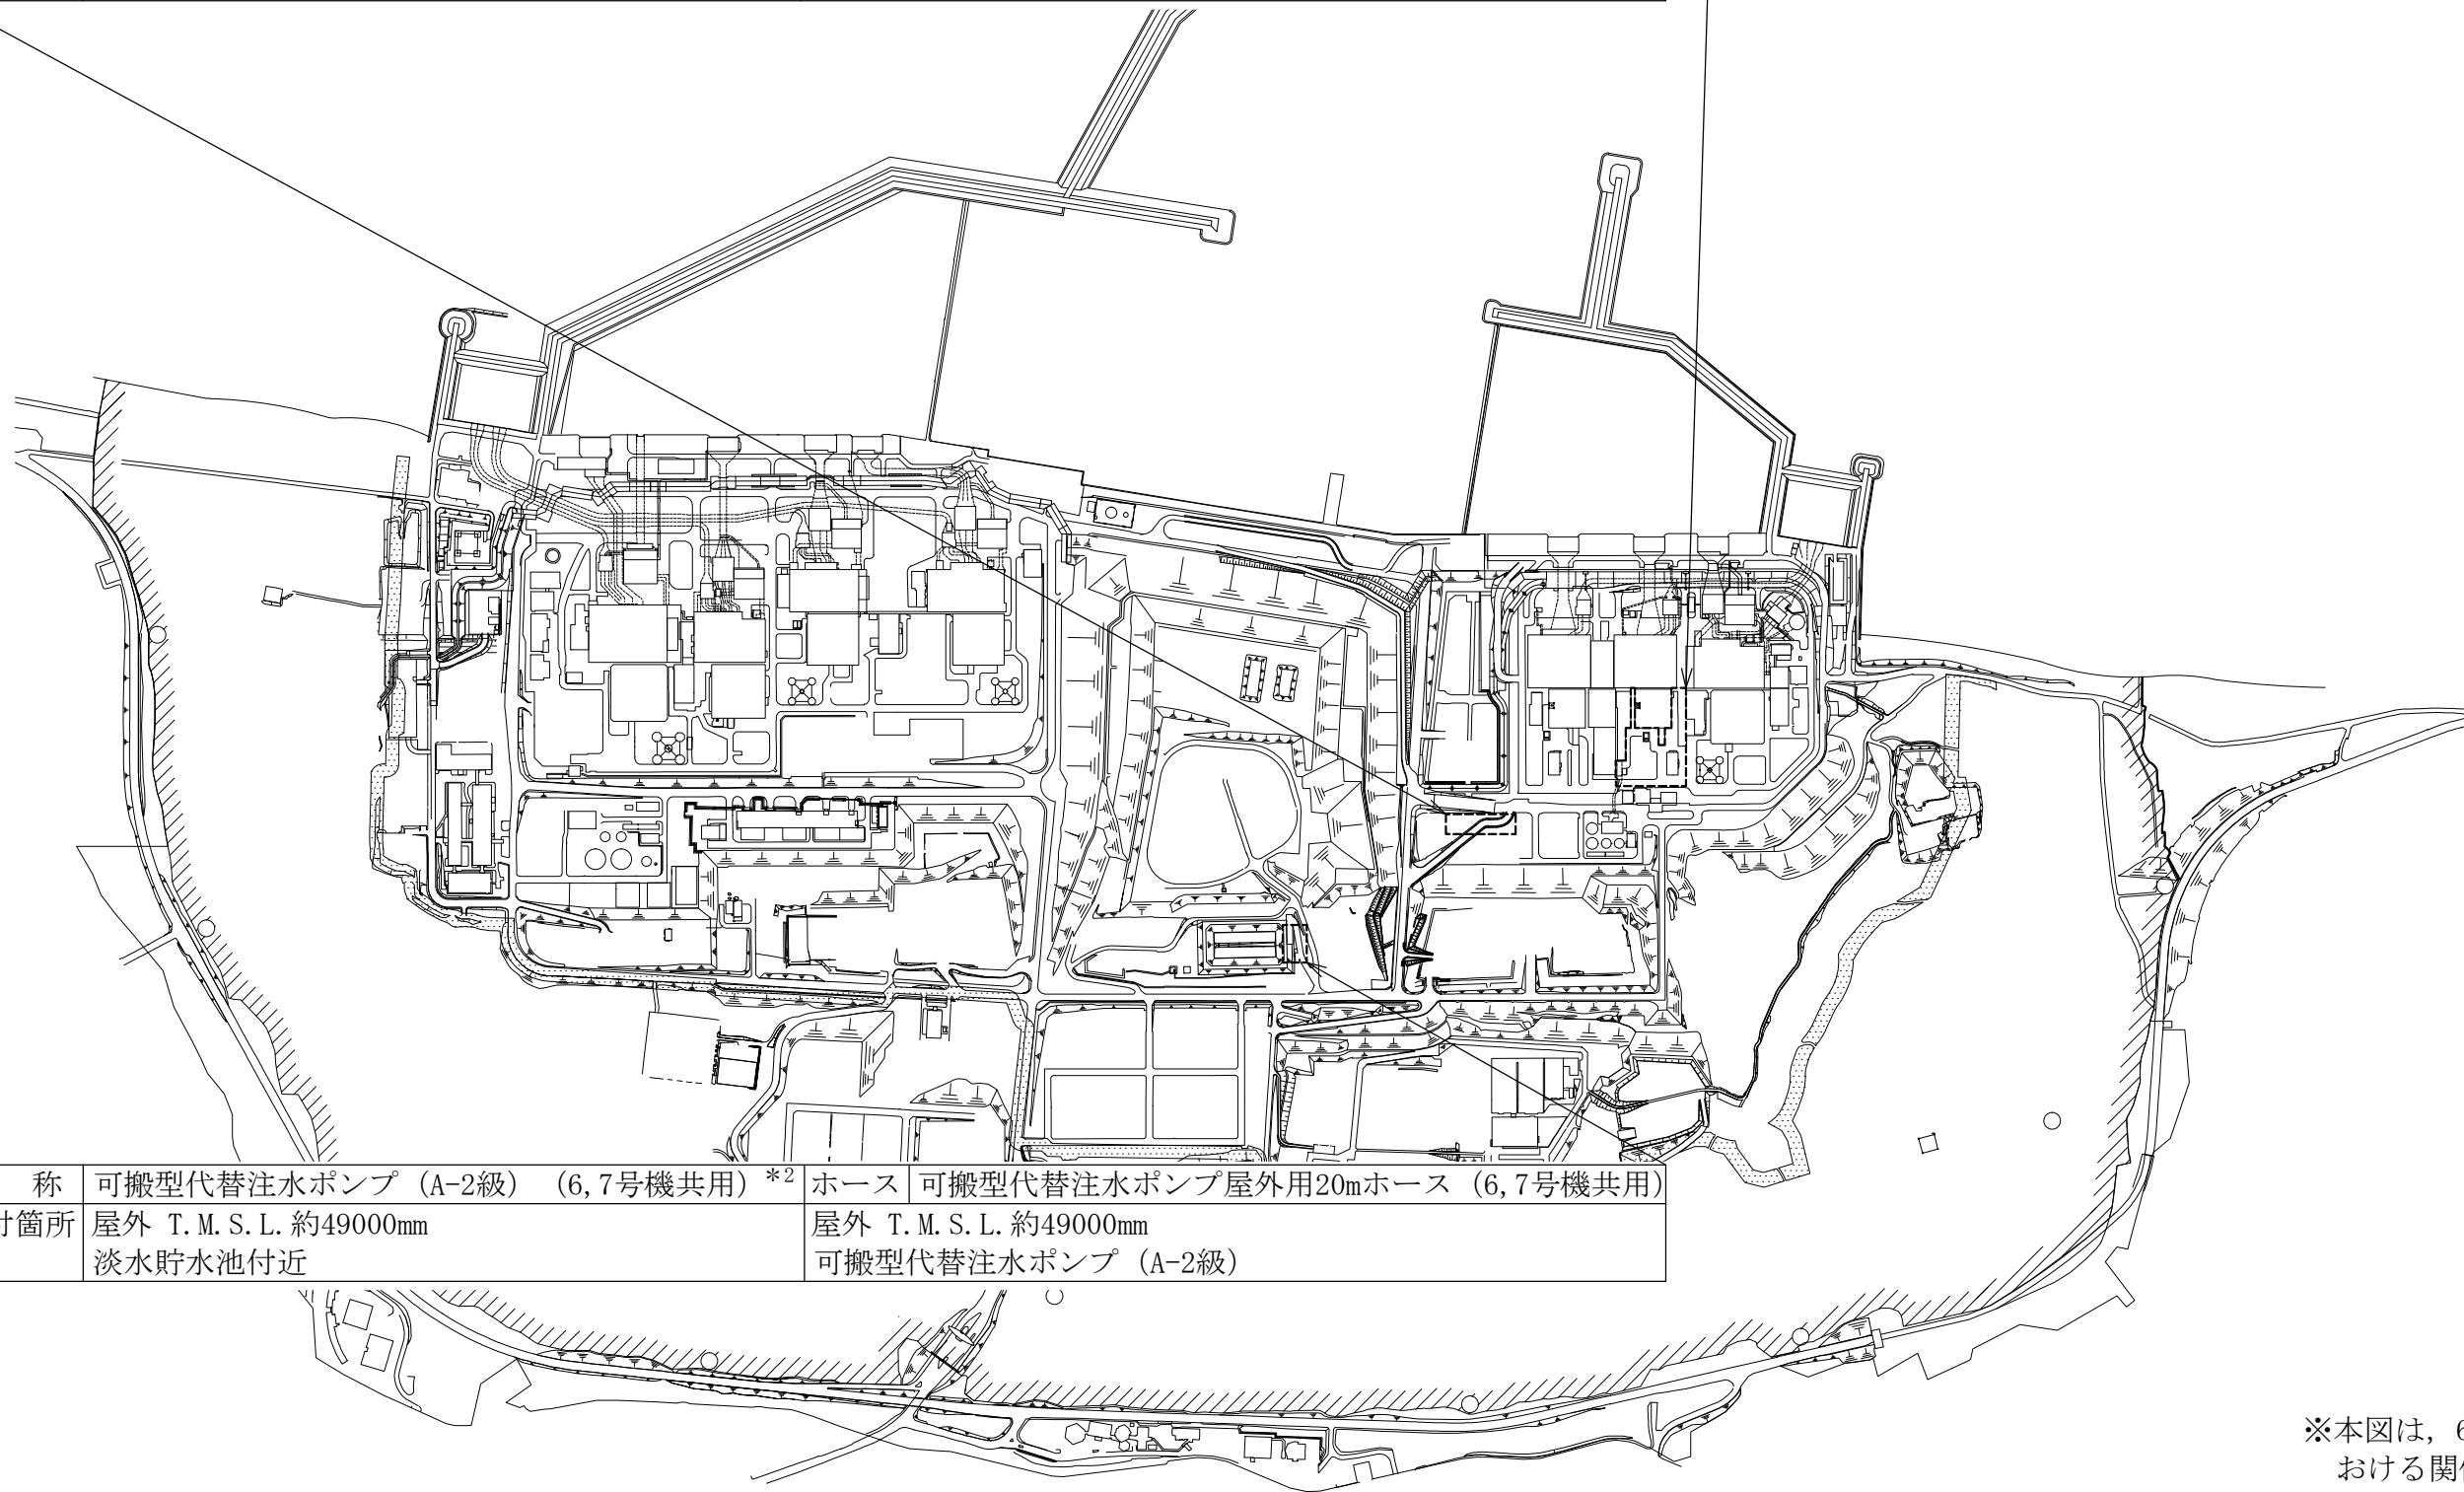 称 可搬型代替注水ポンプ（A-2級）（6,7号機共用）*2 ホース 可搬型代替注水ポンプ屋外用20mホース（6,7号機共用）
付箇所 屋外 T.M.S.L.約49000mm 屋外 T.M.S.L.約49000mm
淡水貯水池付近 可搬型代替注水ポンプ（A-2級）
※本図は，6
おける関